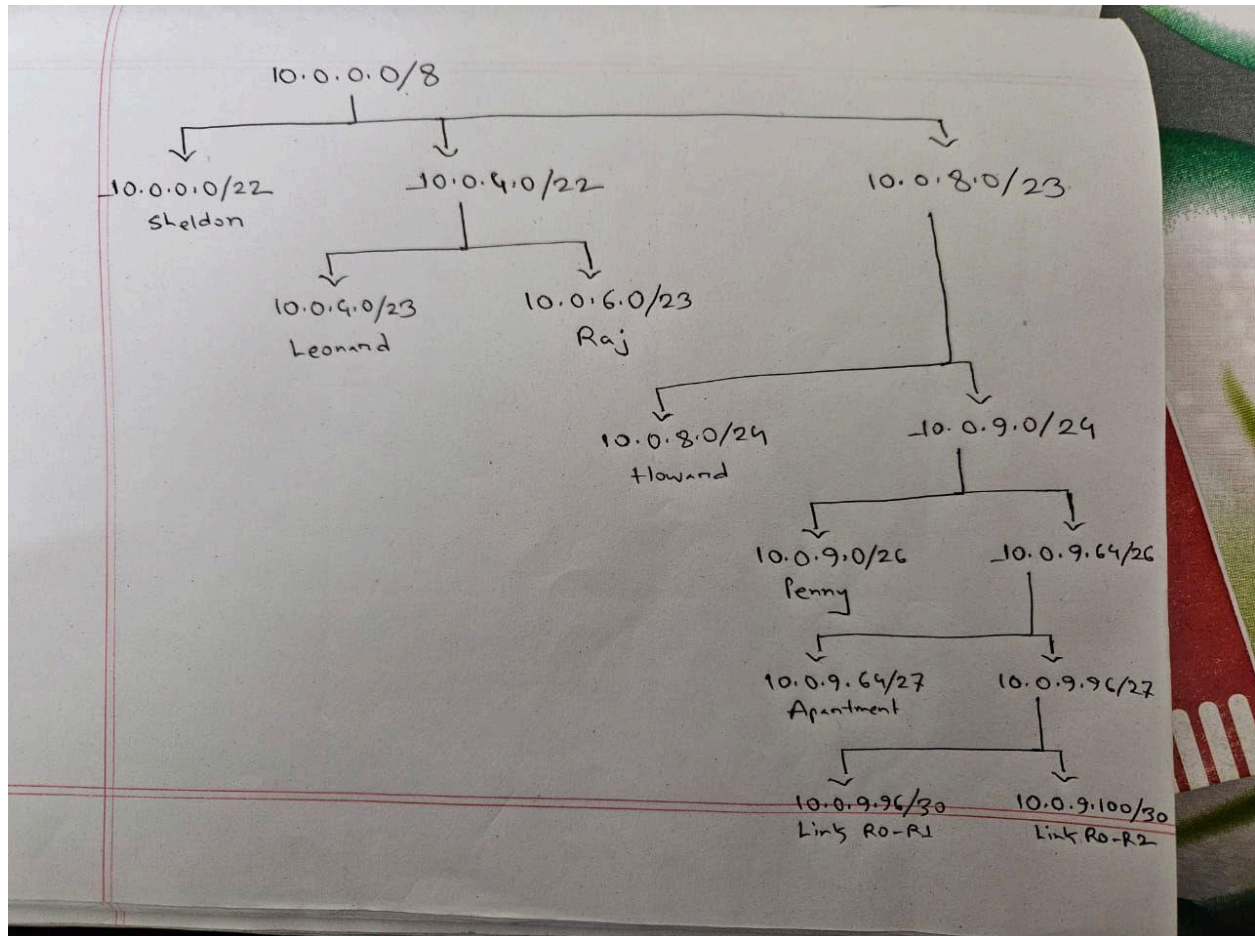 10.0.0.0/8
10.0.0.0/22
Sheldon
10.0.4.0/22
10.0.8.0/23
10.0.4.0/23
Leonard
10.0.6.0/23
Raj
10.0.8.0/24
Howard
10.0.9.0/24
10.0.9.0/26
Penny
10.0.9.64/26
10.0.9.64/27
Apartment
10.0.9.96/27
10.0.9.96/30
Link R0-R1
10.0.9.100/30
Link R0-R2